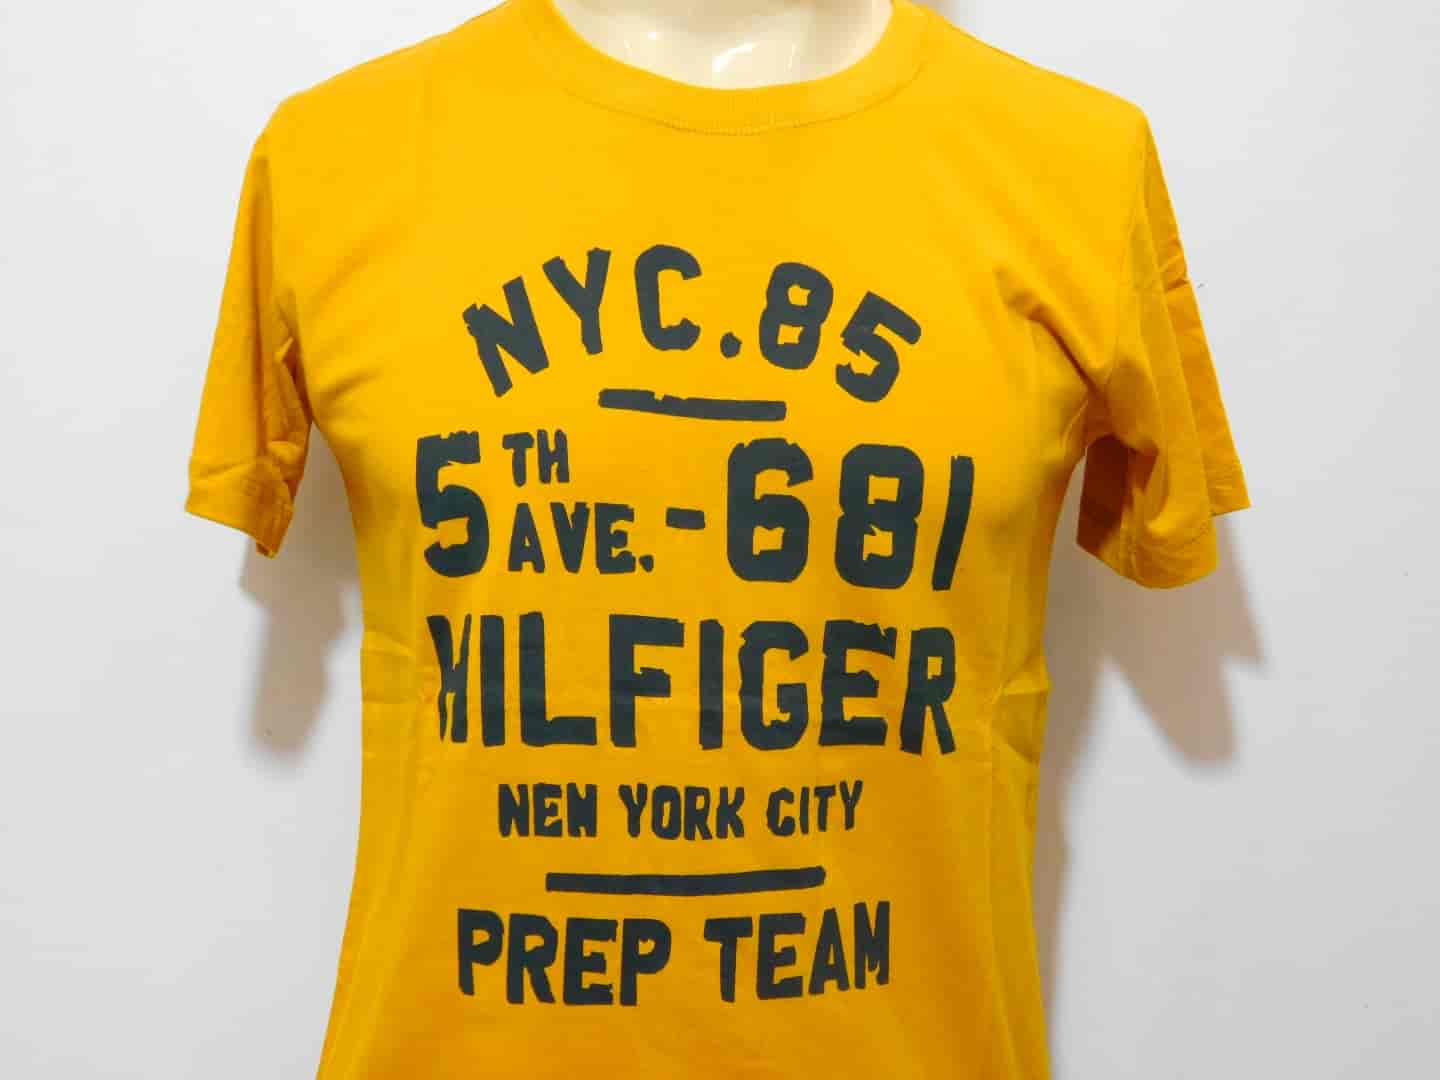 NYC.85
5TH AVE.-681
HILFIGER
NEW YORK CITY
PREP TEAM